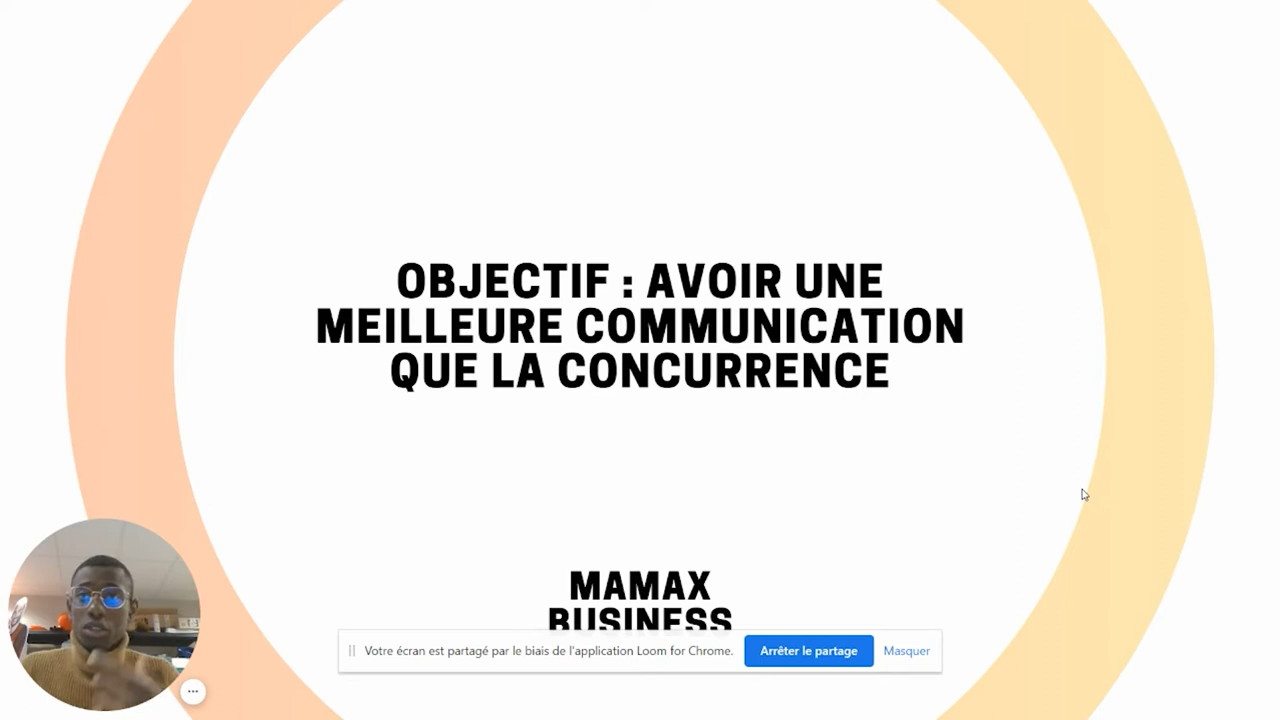 OBJECTIF : AVOIR UNE
MEILLEURE COMMUNICATION
QUE LA CONCURRENCE
MAMAX
BUSINESS
Votre écran est partagé par le biais de l'application Loom for Chrome.
Arrêter le partage
Masquer